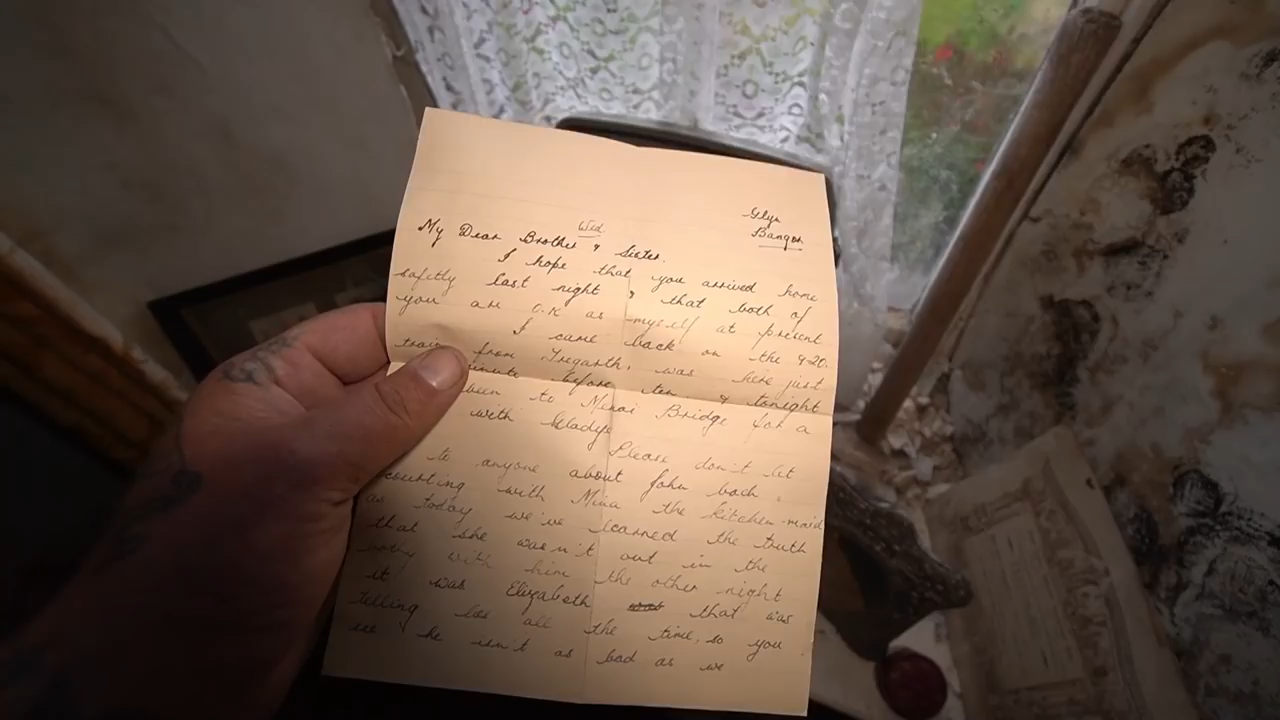 Glyn
Bangor
Wed
My Dear Brother & Sister.
I hope that you arrived home
safetly last night, that both of
you are O.K as myself at present
I came back on the 9-20.
train from Tregarth, was here just
minute before ten. & tonight
been to Menai Bridge for a
with Gladys
Please don't let
to anyone about John bach.
courting with Mina the kitchen-maid
as today we've learned the truth
that she wasn't out in the
with him the other night
it was Elizabeth that was
telling lies all the time, so you
see he isn't as bad as we